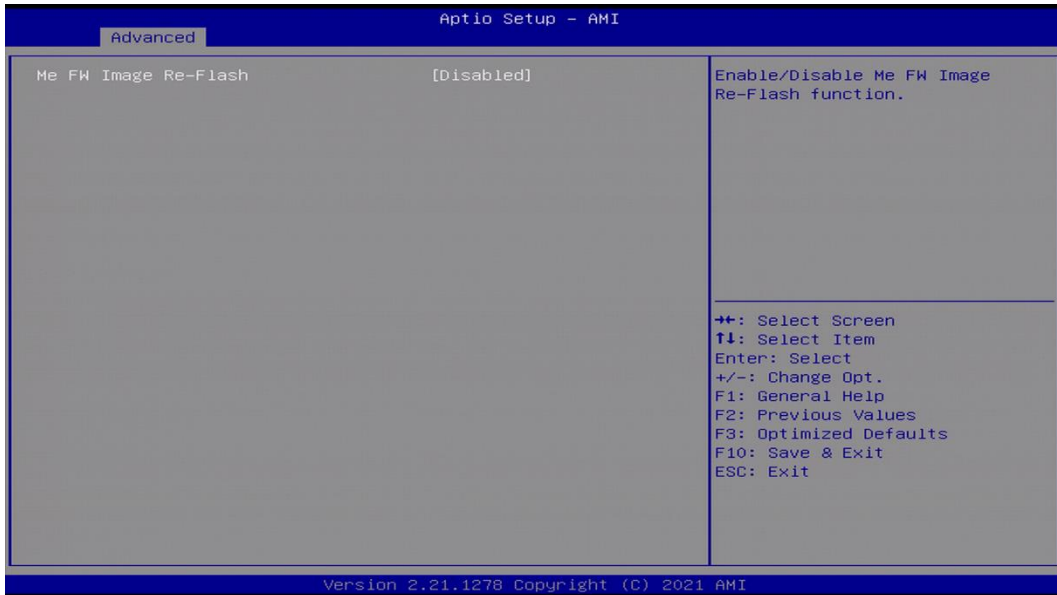 Aptio Setup – AMI
Advanced
Me FW Image Re-Flash [Disabled]
Enable/Disable Me FW Image
Re-Flash function.
→←: Select Screen
↑↓: Select Item
Enter: Select
+/-: Change Opt.
F1: General Help
F2: Previous Values
F3: Optimized Defaults
F10: Save & Exit
ESC: Exit
Version 2.21.1278 Copyright (C) 2021 AMI